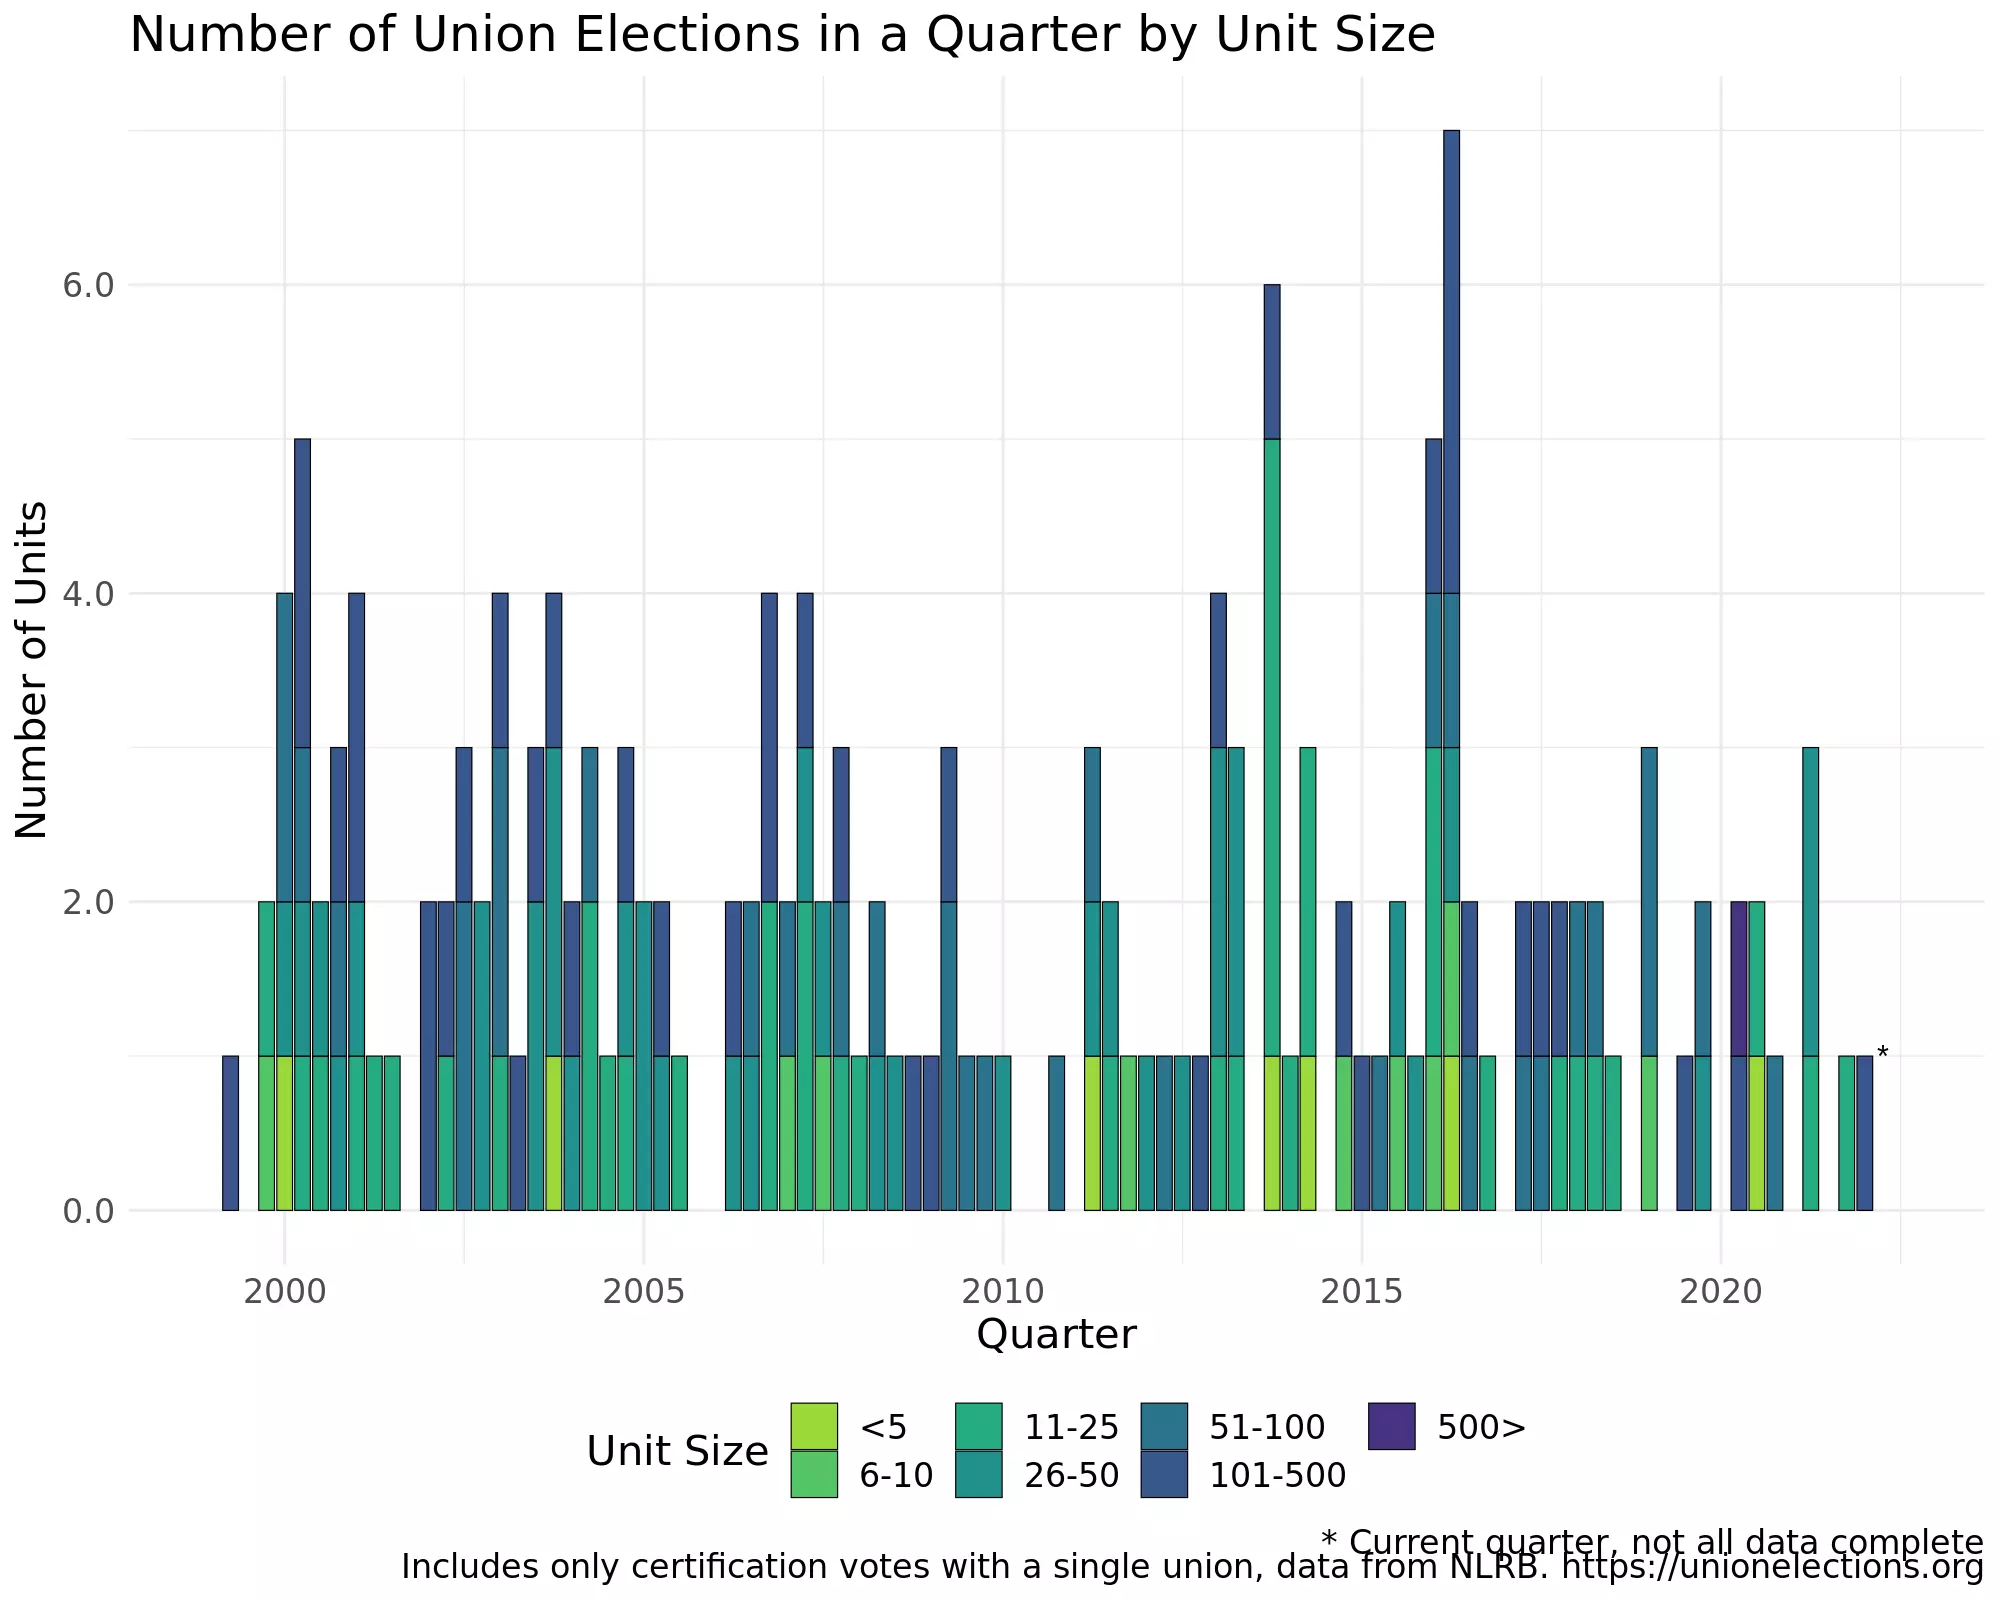 Number of Union Elections in a Quarter by Unit Size
Number of Units
6.0
4.0
2.0
0.0
*
2000 2005 2010 2015 2020
Quarter
Unit Size
<5 11-25 51-100 500>
6-10 26-50 101-500
* Current quarter, not all data complete
Includes only certification votes with a single union, data from NLRB. https://unionelections.org